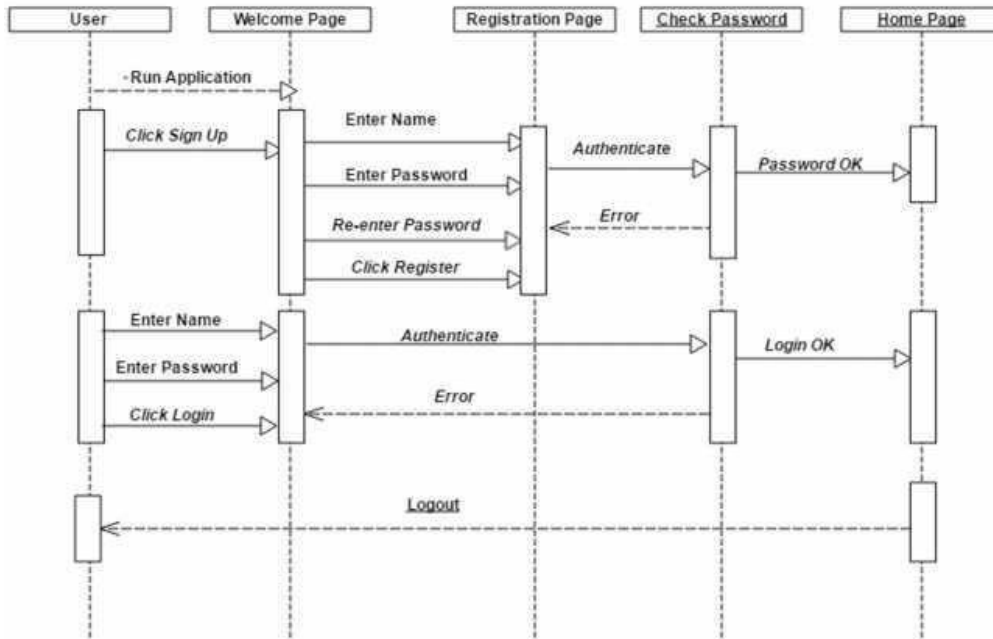 User
Welcome Page
Registration Page
Check Password
Home Page
-Run Application
Click Sign Up
Enter Name
Authenticate
Password OK
Enter Password
Error
Re-enter Password
Click Register
Enter Name
Authenticate
Login OK
Enter Password
Error
Click Login
Logout